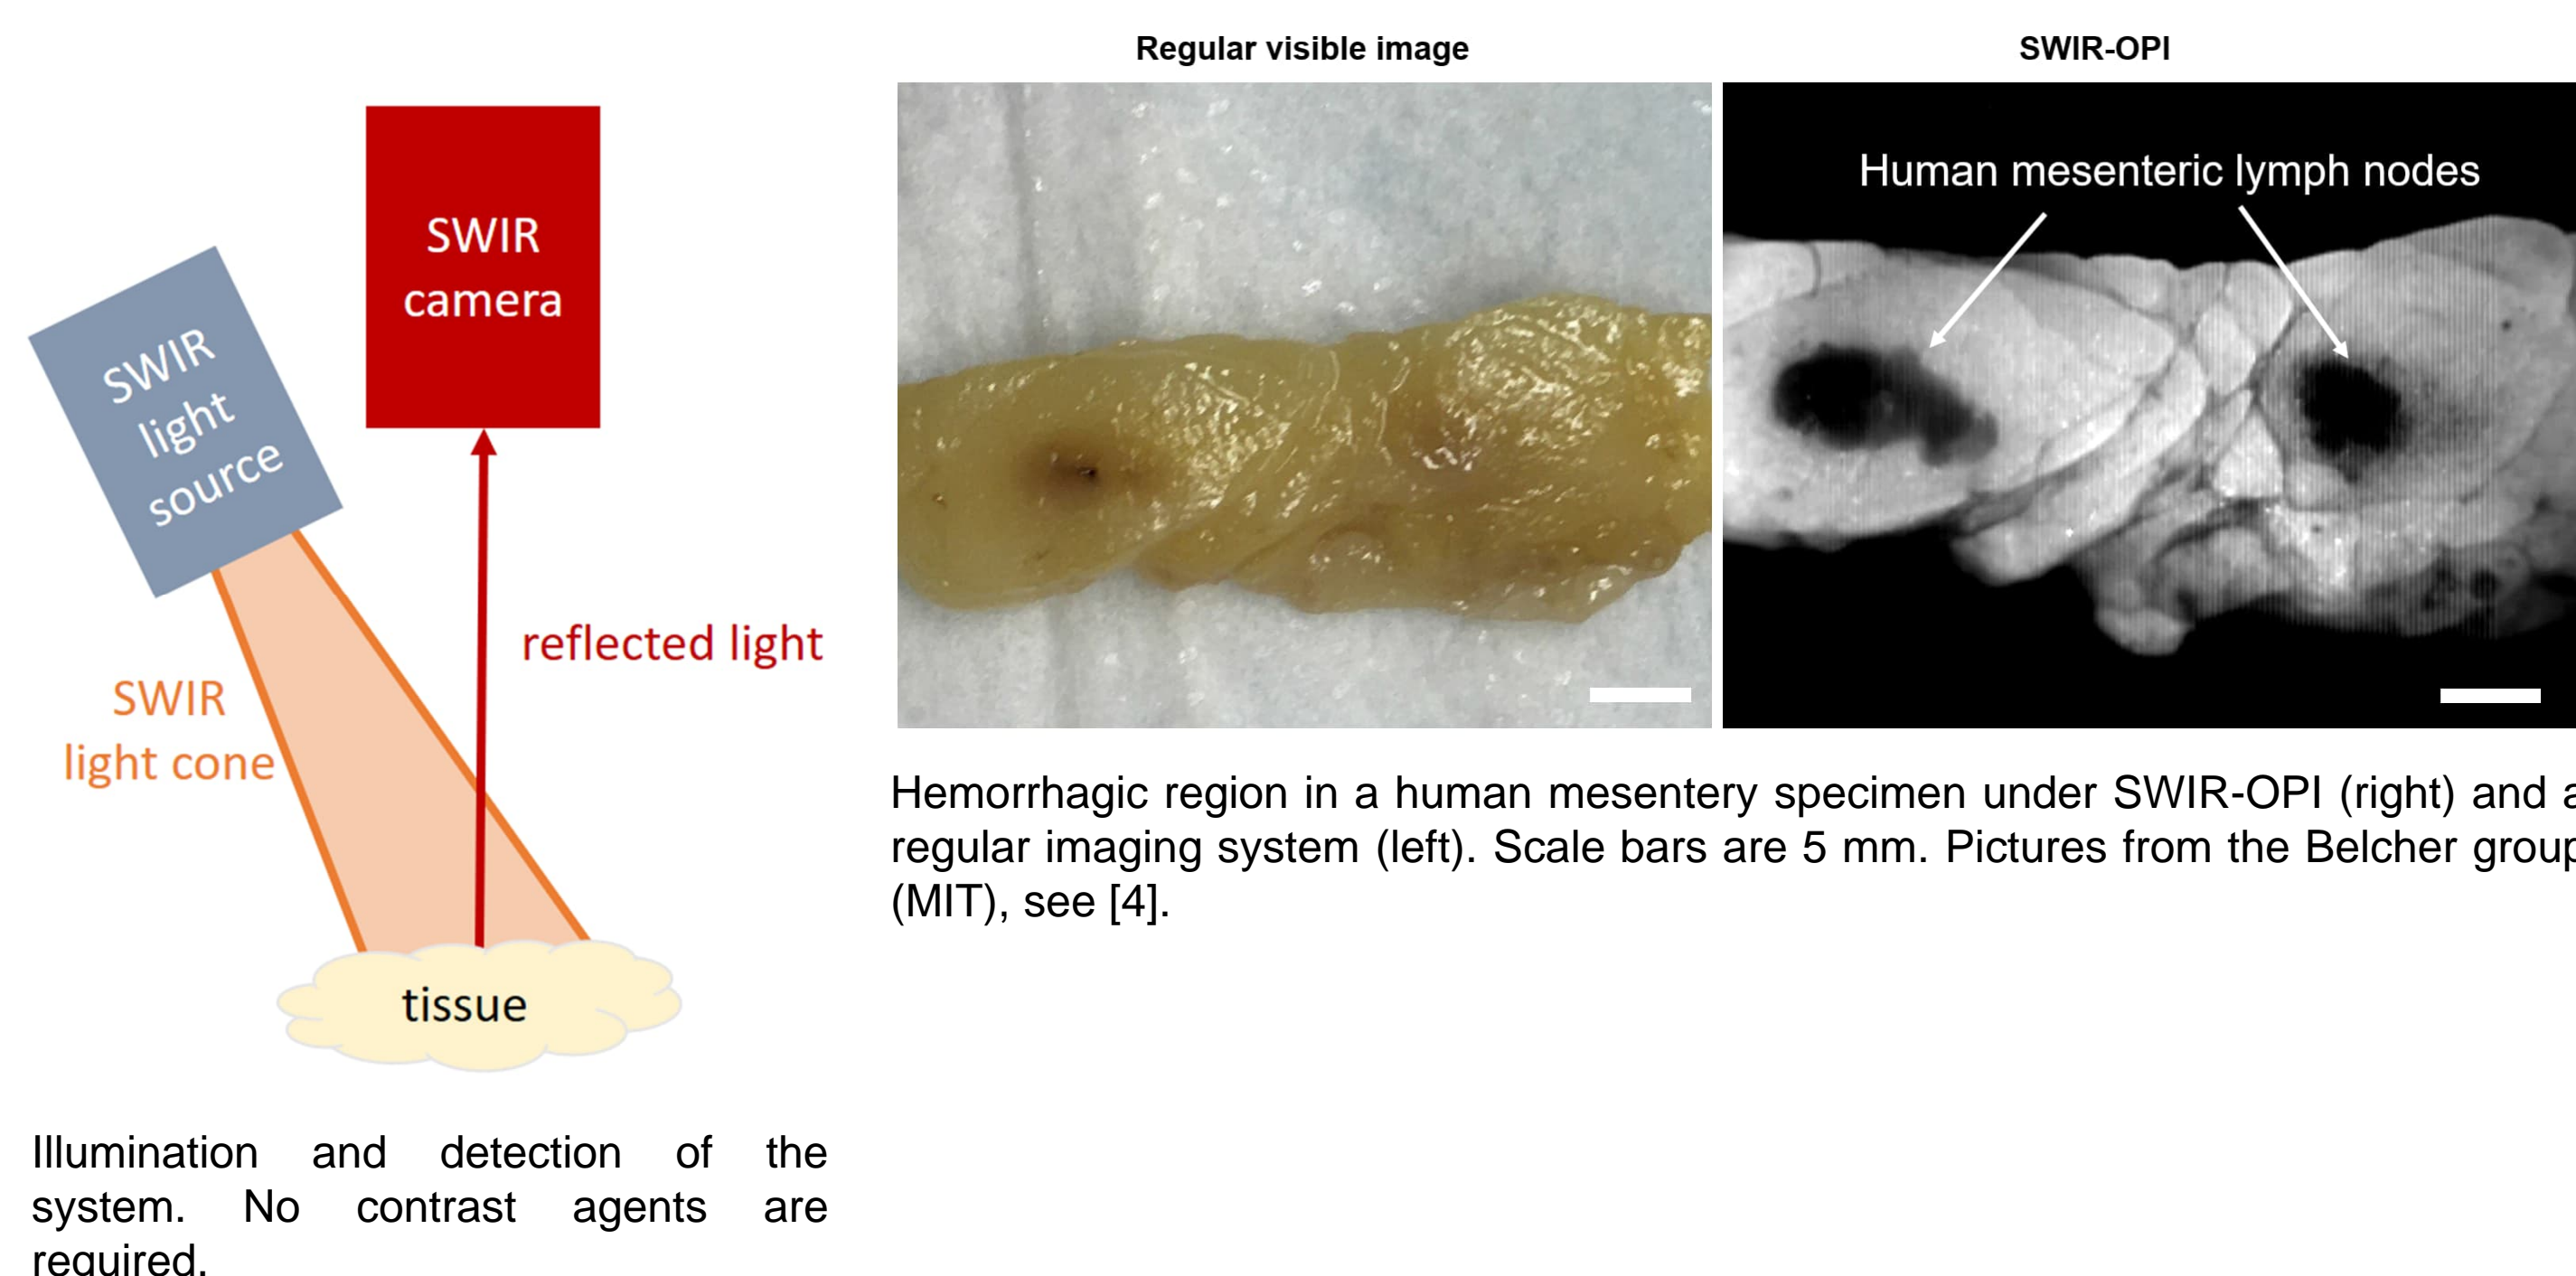 Regular visible image
SWIR-OPI
SWIR
camera
SWIR
light
source
reflected light
SWIR
light cone
tissue
Human mesenteric lymph nodes
Hemorrhagic region in a human mesentery specimen under SWIR-OPI (right) and a
regular imaging system (left). Scale bars are 5 mm. Pictures from the Belcher group
(MIT), see [4].
Illumination and detection of the
system. No contrast agents are
required.